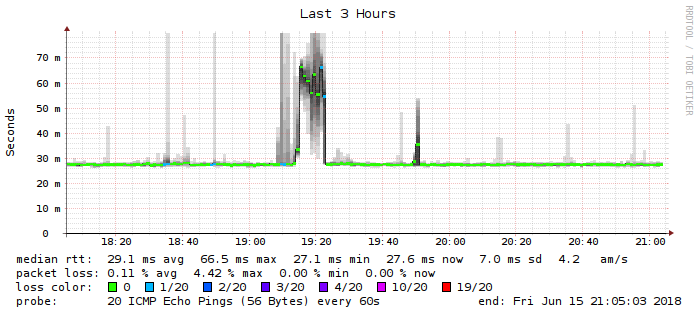 Last 3 Hours
RRDTOOL / TOBI OETIKER
Seconds
70 m
60 m
50 m
40 m
30 m
20 m
10 m
0
18:20 18:40 19:00 19:20 19:40 20:00 20:20 20:40 21:00
median rtt: 29.1 ms avg 66.5 ms max 27.1 ms min 27.6 ms now 7.0 ms sd 4.2 am/s
packet loss: 0.11 % avg 4.42 % max 0.00 % min 0.00 % now
loss color: 0 1/20 2/20 3/20 4/20 10/20 19/20
probe: 20 ICMP Echo Pings (56 Bytes) every 60s end: Fri Jun 15 21:05:03 2018